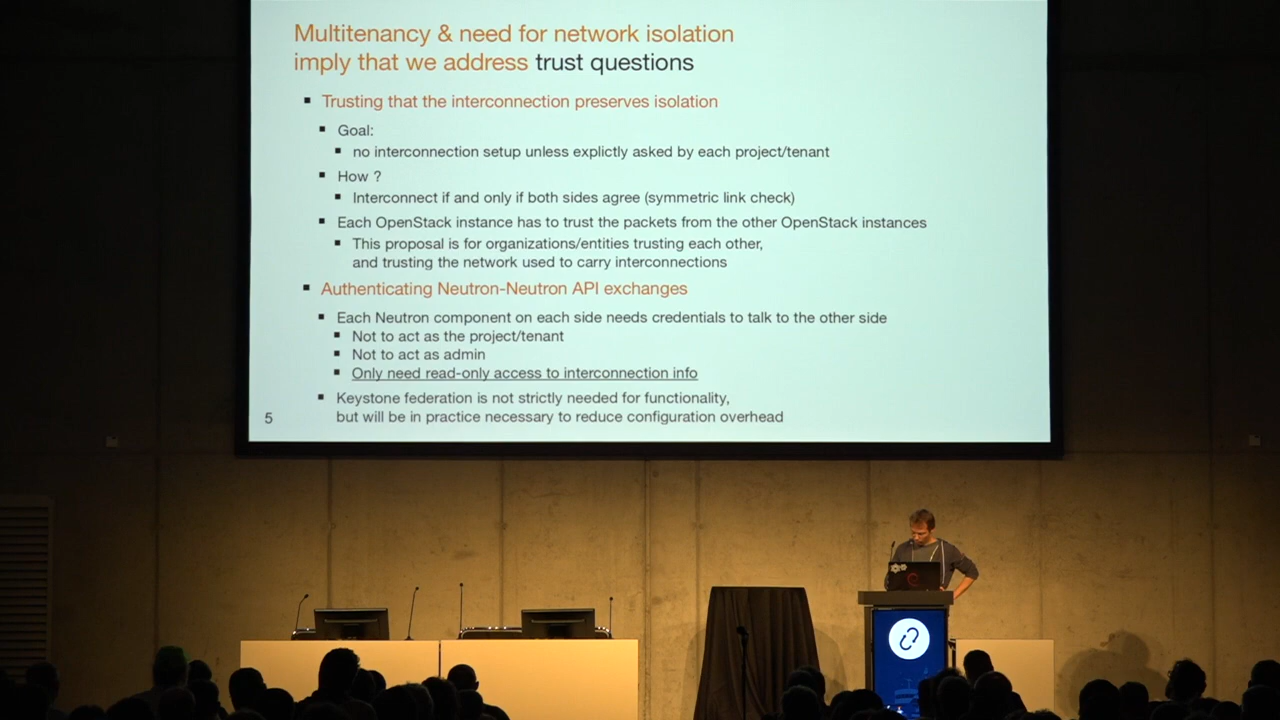 Multitenancy & need for network isolation
imply that we address trust questions
Trusting that the interconnection preserves isolation
Goal:
no interconnection setup unless explictly asked by each project/tenant
How ?
Interconnect if and only if both sides agree (symmetric link check)
Each OpenStack instance has to trust the packets from the other OpenStack instances
This proposal is for organizations/entities trusting each other,
and trusting the network used to carry interconnections
Authenticating Neutron-Neutron API exchanges
Each Neutron component on each side needs credentials to talk to the other side
Not to act as the project/tenant
Not to act as admin
Only need read-only access to interconnection info
Keystone federation is not strictly needed for functionality,
but will be in practice necessary to reduce configuration overhead
5